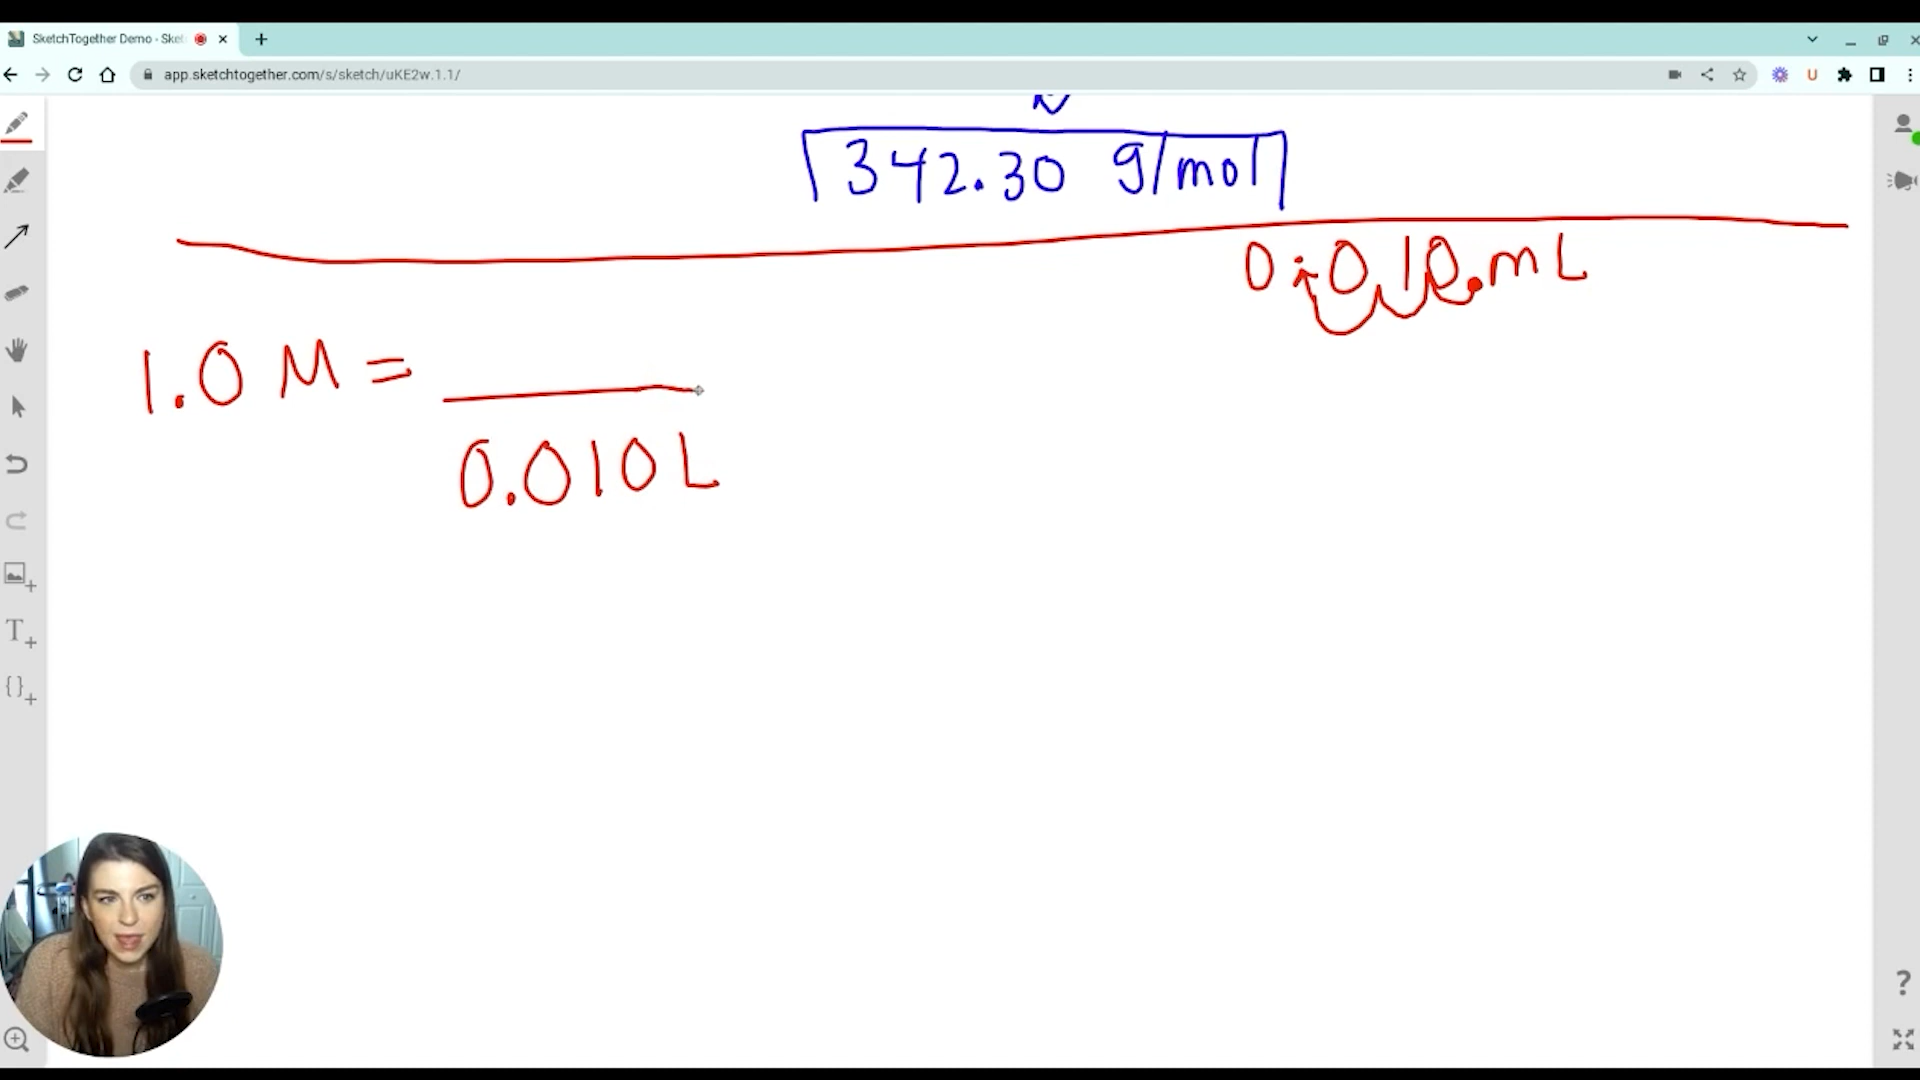 SketchTogether Demo - Sket
app.sketchtogether.com/s/sketch/uKE2w.1.1/
342.30 g/mol
0.010.mL
1.0 M =
0.010L